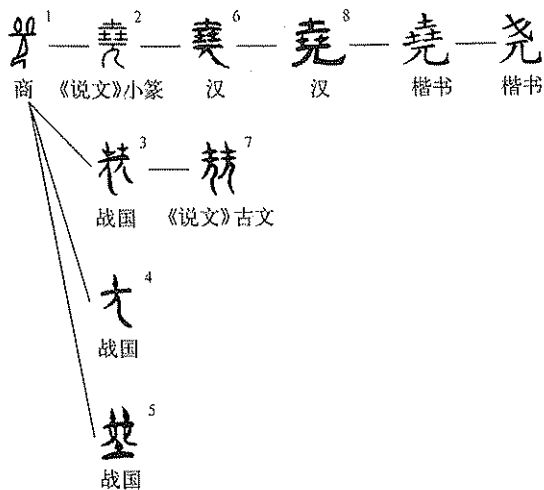 1 2 6 8 堯 尧
商 《说文》小篆 汉 汉 楷书 楷书
3 7
战国 《说文》古文
4
战国
5
战国